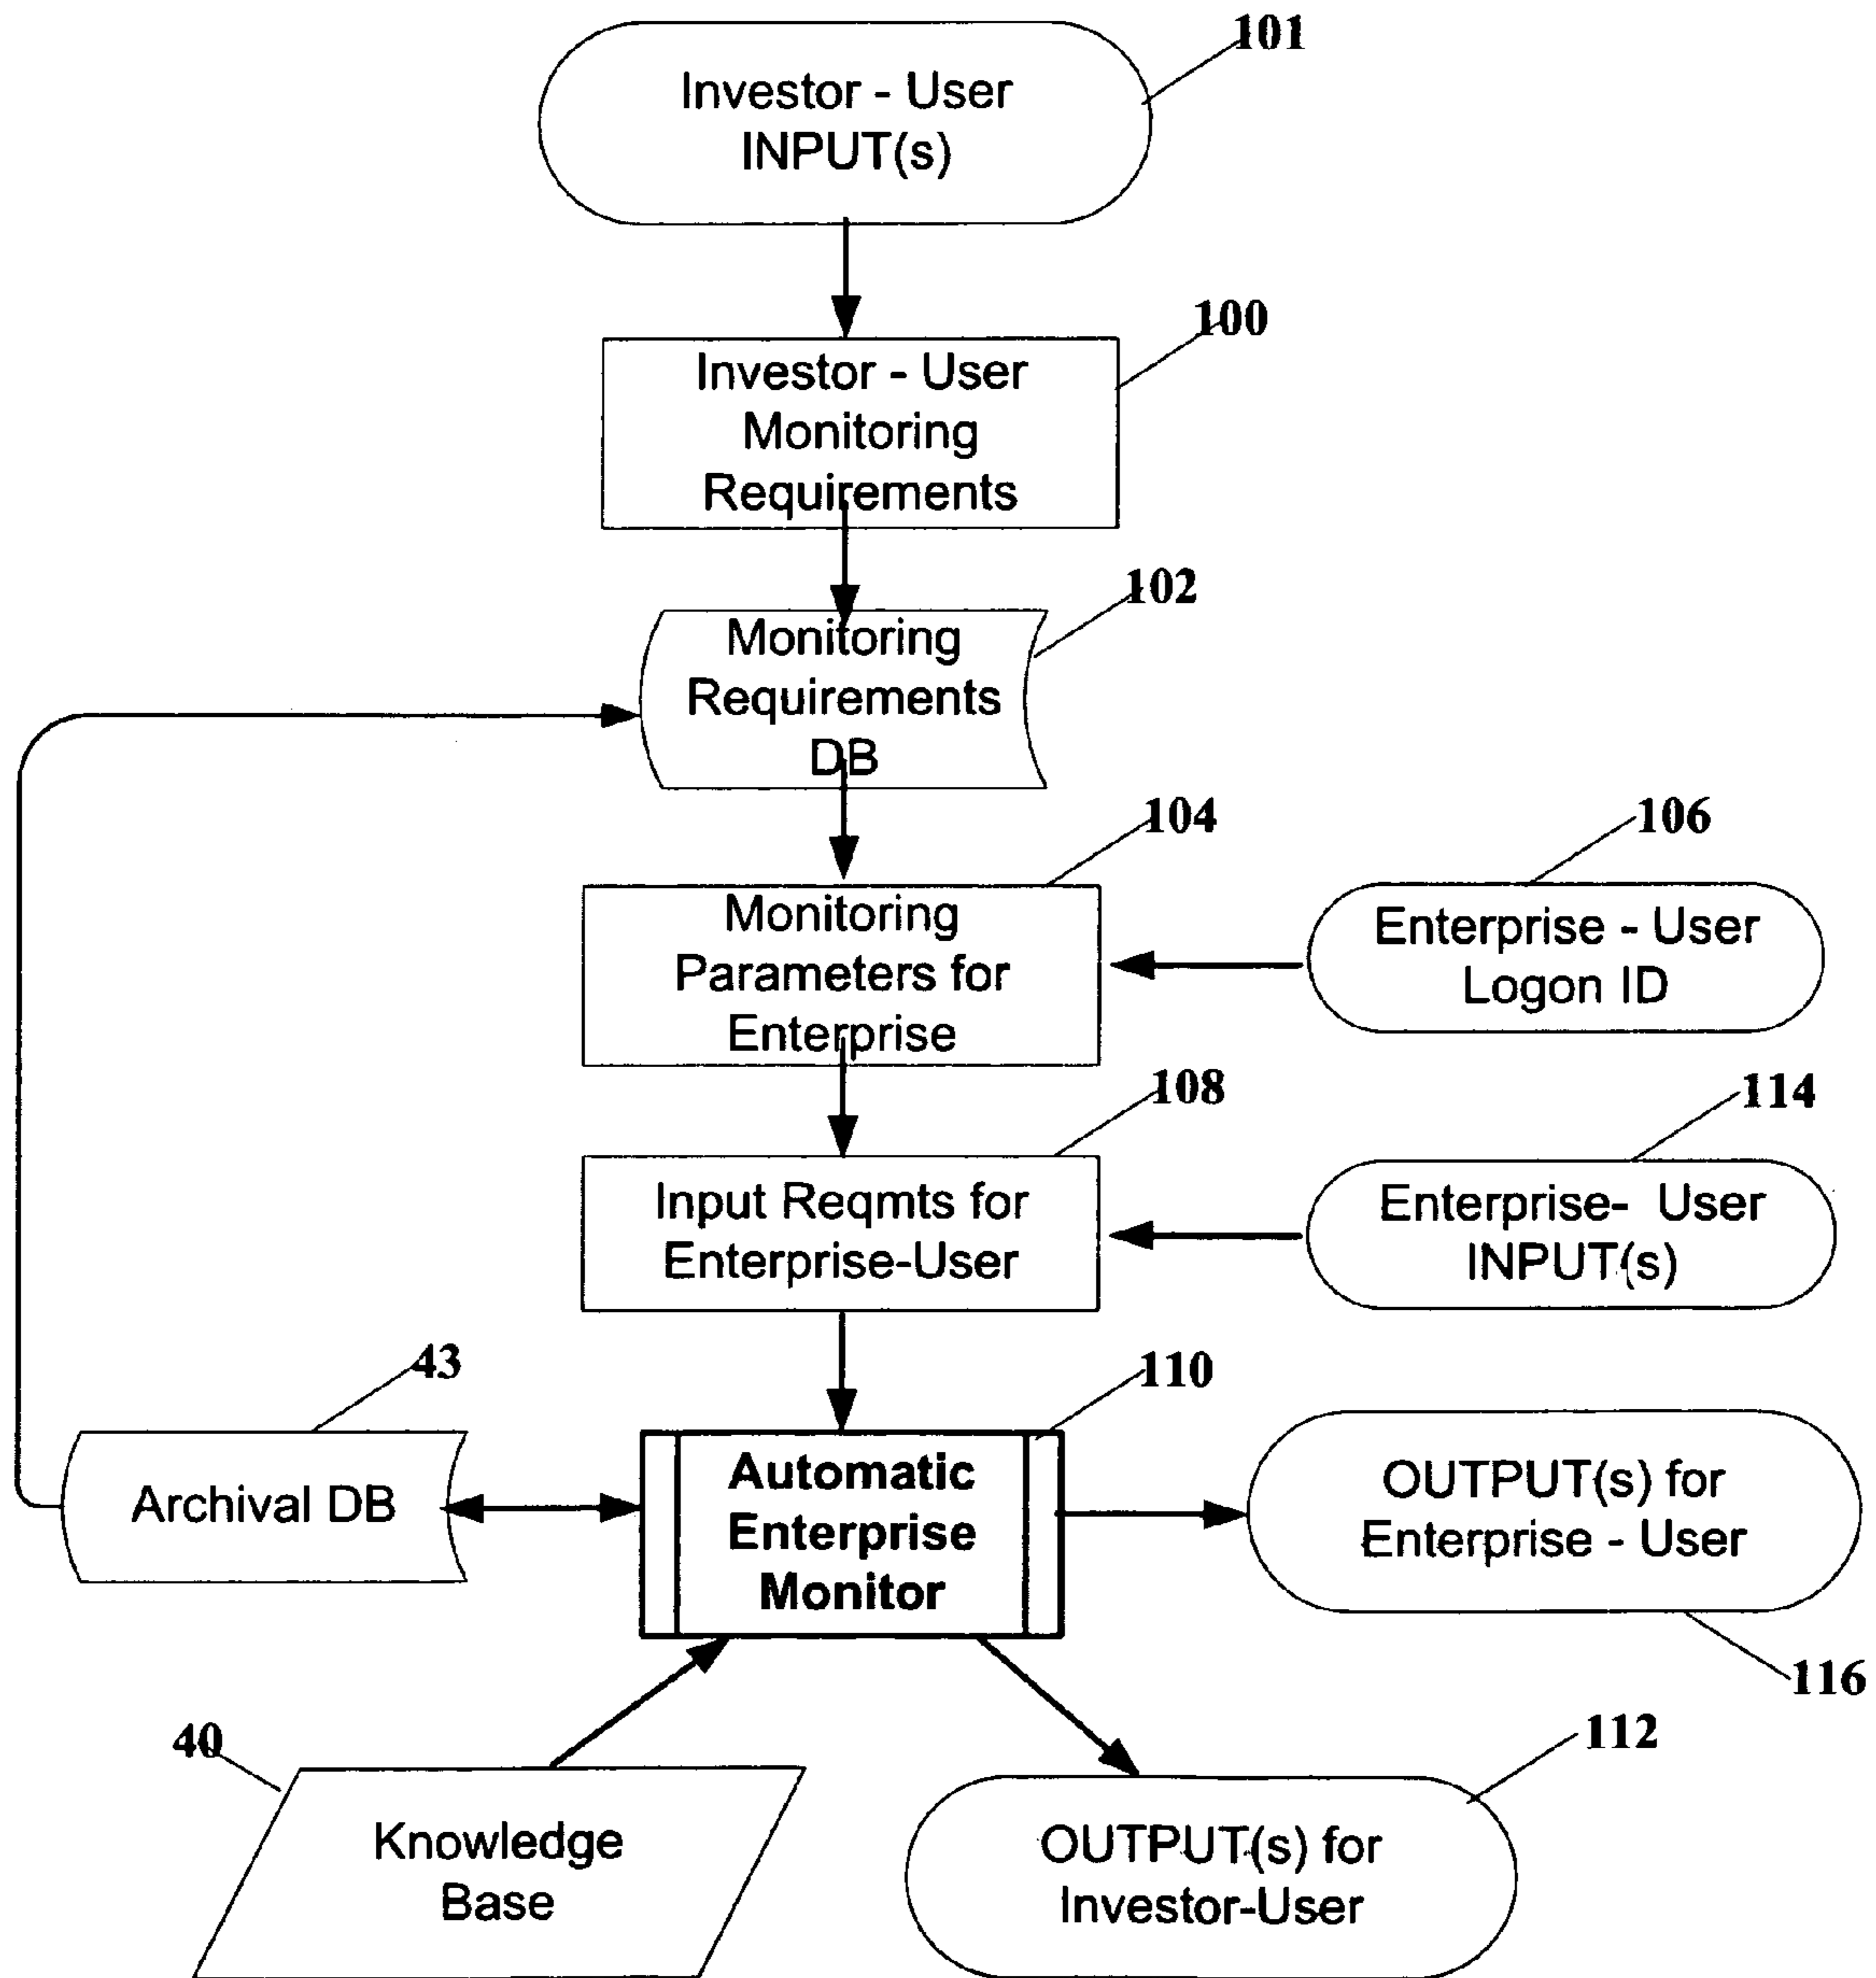 101
Investor - User
INPUT(s)
100
Investor - User
Monitoring
Requirements
102
Monitoring
Requirements
DB
104
Monitoring
Parameters for
Enterprise
106
Enterprise - User
Logon ID
108
Input Reqmts for
Enterprise-User
114
Enterprise- User
INPUT(s)
43
Archival DB
110
Automatic
Enterprise
Monitor
OUTPUT(s) for
Enterprise - User
116
40
Knowledge
Base
112
OUTPUT(s) for
Investor-User